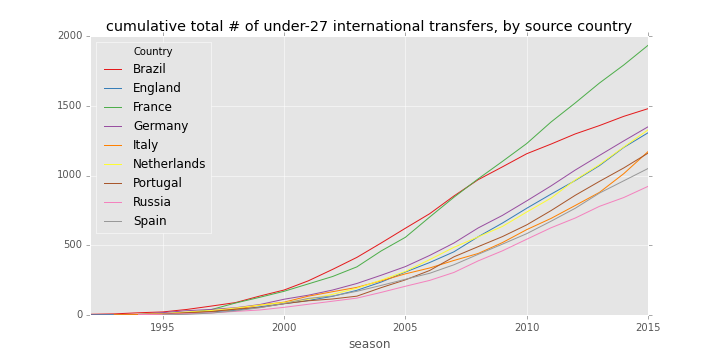 cumulative total # of under-27 international transfers, by source country
2000
1500
1000
500
0
Country
Brazil
England
France
Germany
Italy
Netherlands
Portugal
Russia
Spain
1995 2000 2005 2010 2015
season